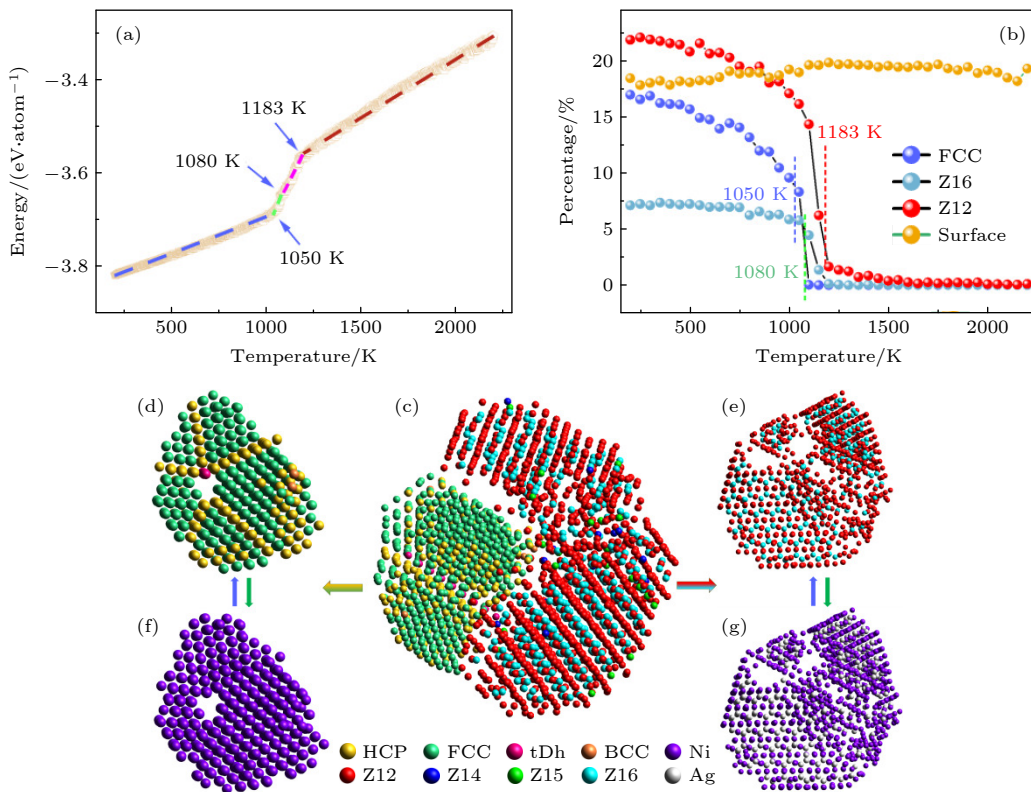 (a)
Energy/(eV·atom⁻¹)
−3.4
−3.6
−3.8
1183 K
1080 K
1050 K
500 1000 1500 2000
Temperature/K
(b)
Percentage/%
20
15
10
5
0
1183 K
1050 K
1080 K
FCC
Z16
Z12
Surface
500 1000 1500 2000
Temperature/K
(d)
(c)
(e)
(f)
(g)
HCP FCC tDh BCC Ni
Z12 Z14 Z15 Z16 Ag